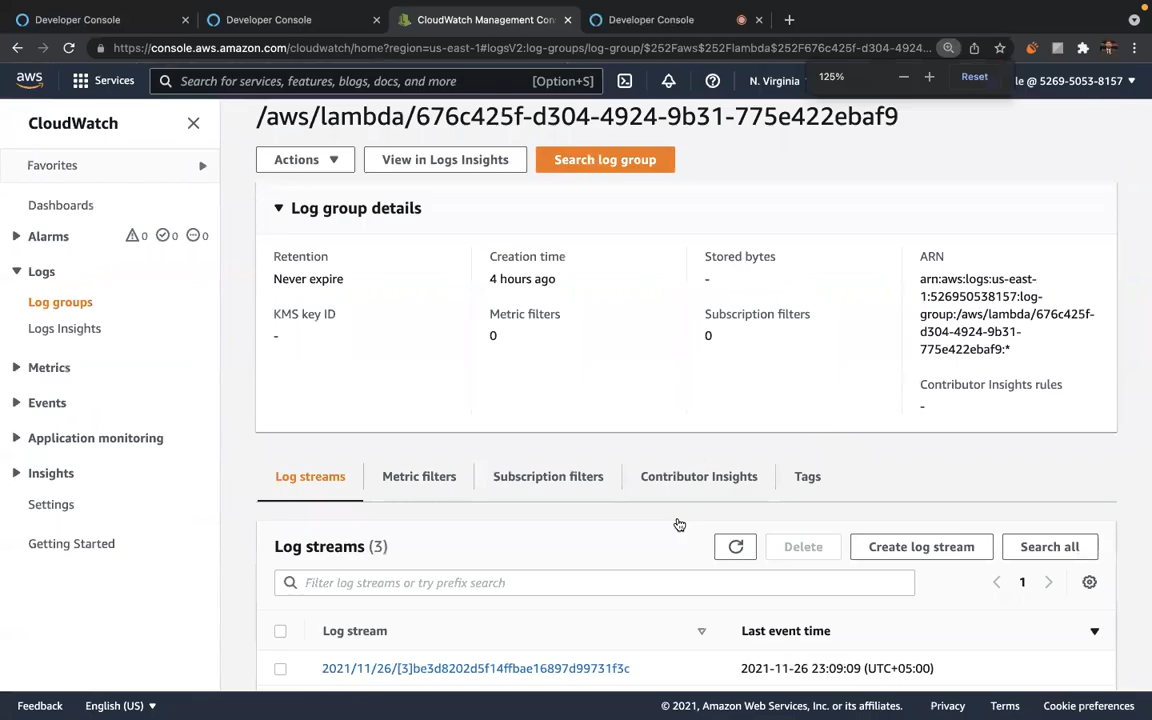 Developer Console
Developer Console
CloudWatch Management Con
Developer Console
https://console.aws.amazon.com/cloudwatch/home?region=us-east-1#logsV2:log-groups/log-group/$252Faws$252Flambda$252F676c425f-d304-4924...
aws
Services
Search for services, features, blogs, docs, and more
[Option+S]
N. Virginia
125%
Reset
le @ 5269-5053-8157
CloudWatch
Favorites
Dashboards
Alarms
0
0
0
Logs
Log groups
Logs Insights
Metrics
Events
Application monitoring
Insights
Settings
Getting Started
/aws/lambda/676c425f-d304-4924-9b31-775e422ebaf9
Actions
View in Logs Insights
Search log group
Log group details
Retention
Never expire
KMS key ID
-
Creation time
4 hours ago
Metric filters
0
Stored bytes
-
Subscription filters
0
ARN
arn:aws:logs:us-east-
1:526950538157:log-
group:/aws/lambda/676c425f-
d304-4924-9b31-
775e422ebaf9:*
Contributor Insights rules
-
Log streams
Metric filters
Subscription filters
Contributor Insights
Tags
Log streams (3)
Delete
Create log stream
Search all
Filter log streams or try prefix search
1
Log stream
Last event time
2021/11/26/[3]be3d8202d5f14ffbae16897d99731f3c
2021-11-26 23:09:09 (UTC+05:00)
Feedback
English (US)
© 2021, Amazon Web Services, Inc. or its affiliates.
Privacy
Terms
Cookie preferences